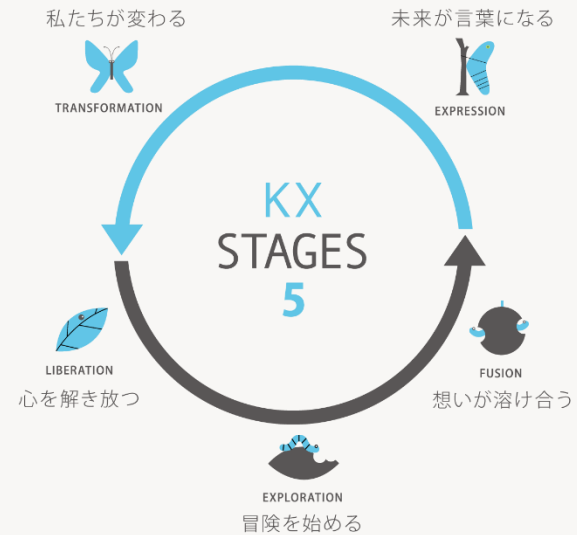 私たちが変わる
TRANSFORMATION
未来が言葉になる
EXPRESSION
KX
STAGES
5
LIBERATION
心を解き放つ
FUSION
想いが溶け合う
EXPLORATION
冒険を始める